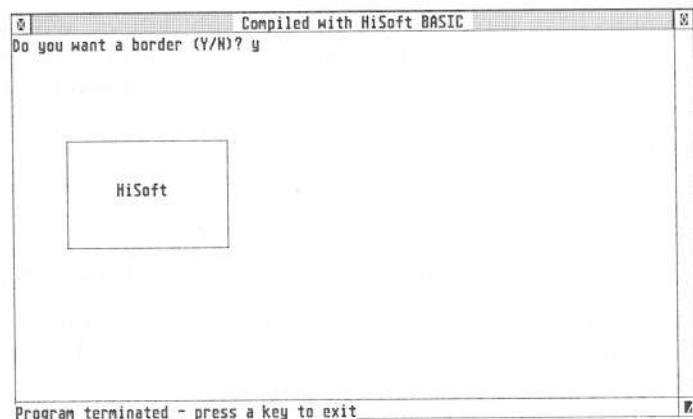 Compiled with HiSoft BASIC
Do you want a border (Y/N)? y
HiSoft
Program terminated - press a key to exit